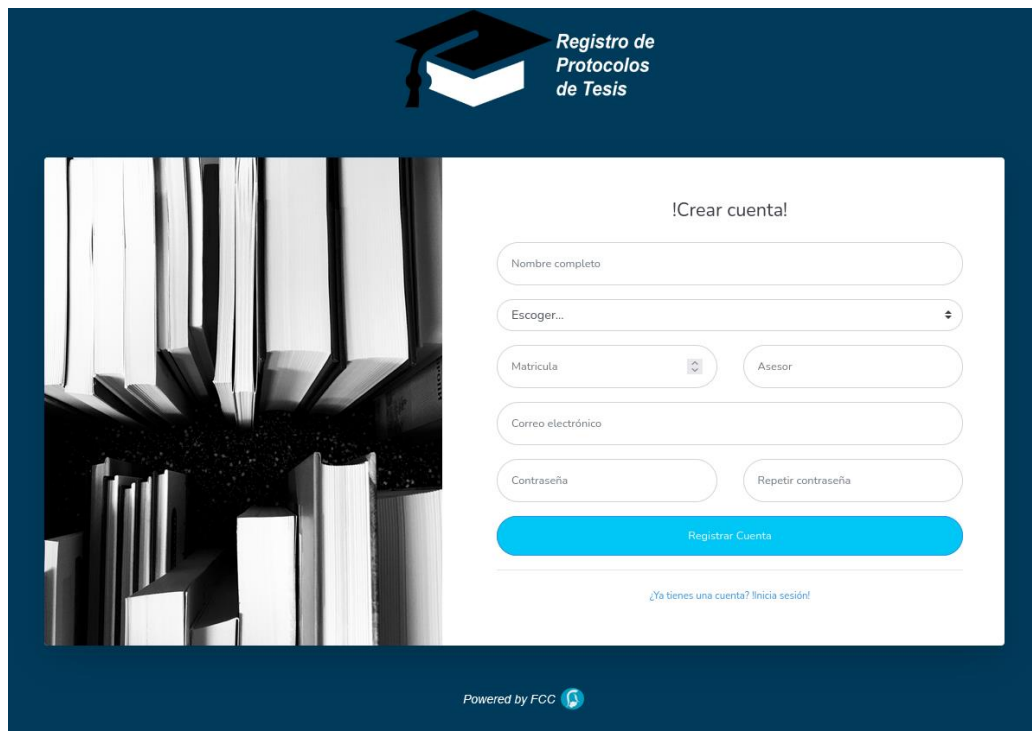 Registro de
Protocolos
de Tesis
!Crear cuenta!
Nombre completo
Escoger...
Matricula
Asesor
Correo electrónico
Contraseña
Repetir contraseña
Registrar Cuenta
¿Ya tienes una cuenta? !Inicia sesión!
Powered by FCC